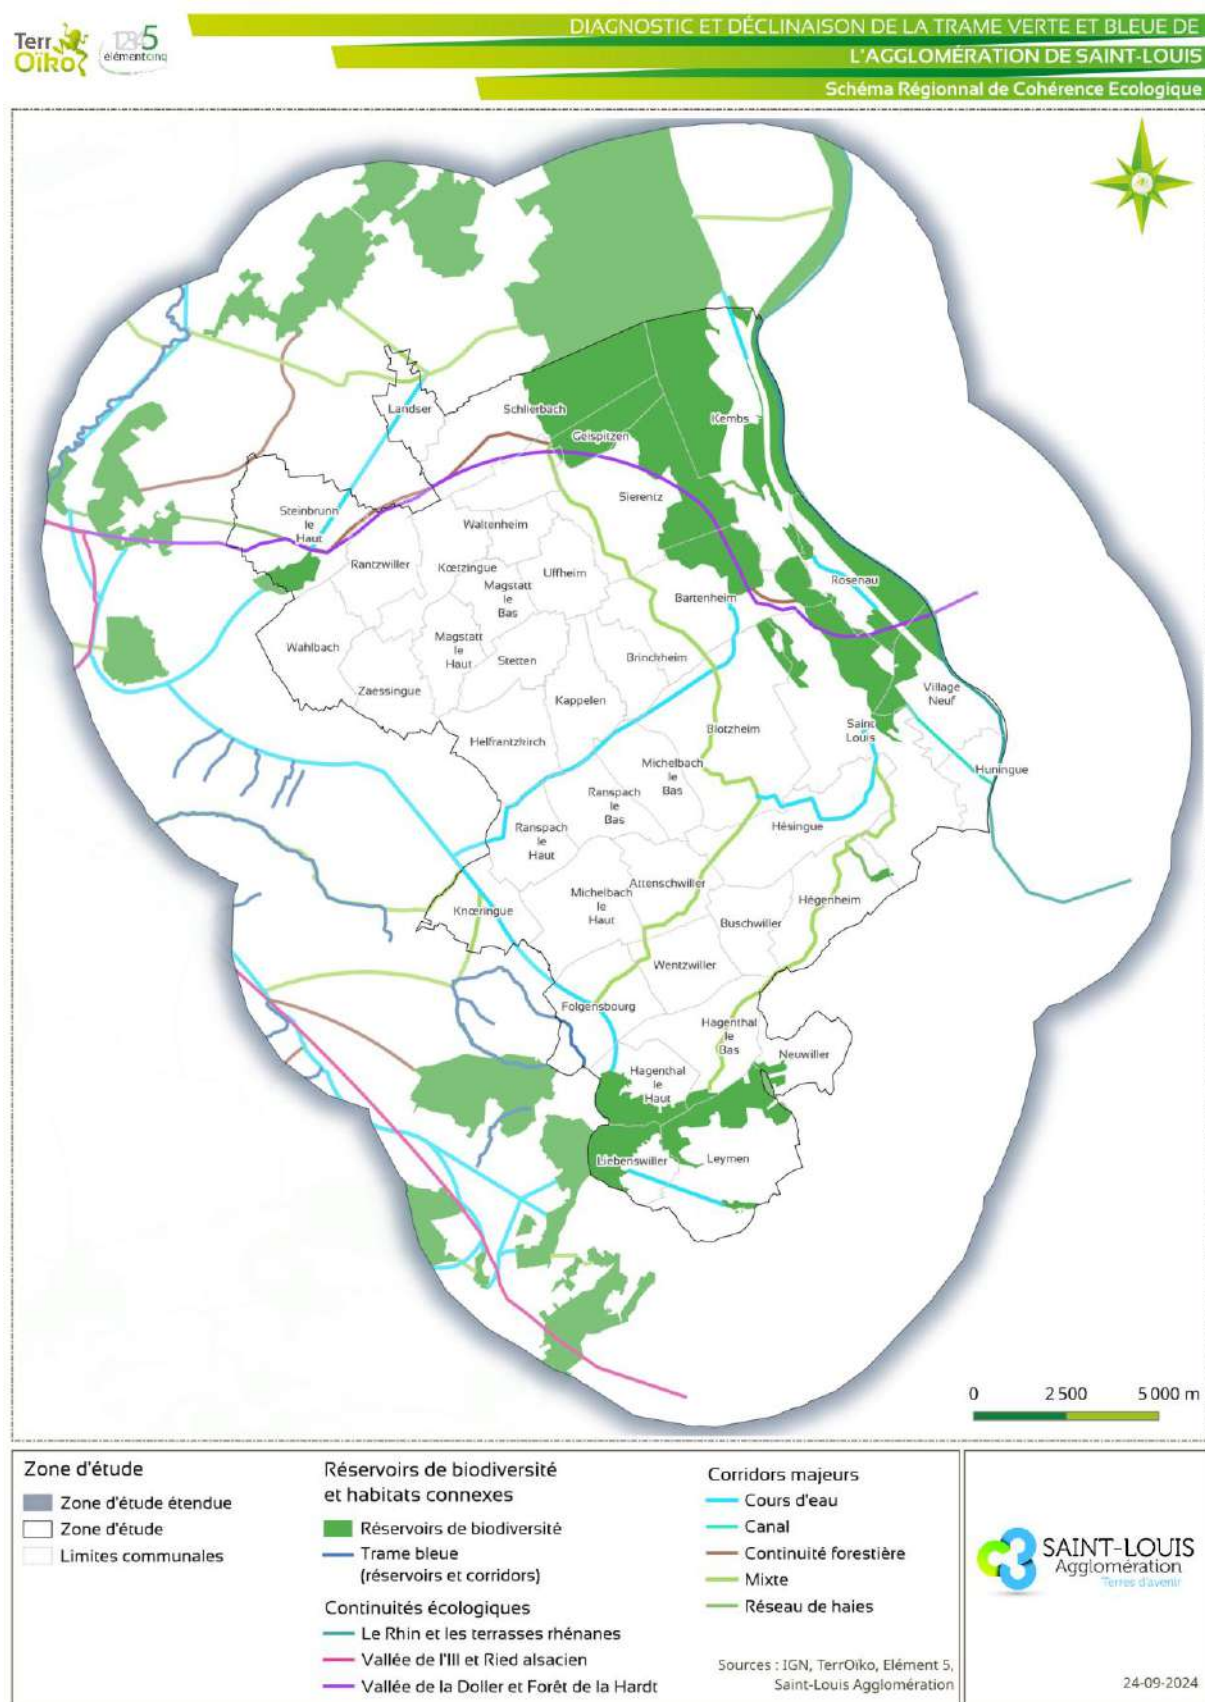 Terr
Oïko
12345
élémentcinq
DIAGNOSTIC ET DÉCLINAISON DE LA TRAME VERTE ET BLEUE DE
L'AGGLOMÉRATION DE SAINT-LOUIS
Schéma Régionnal de Cohérence Ecologique
Landser
Schlierbach
Geispitzen
Kembs
Steinbrunn
le
Haut
Sierentz
Waltenheim
Rantzwiller
Kœtzingue
Uffheim
Magstatt
le
Bas
Bartenheim
Rosenau
Wahlbach
Magstatt
le
Haut
Stetten
Brinckheim
Zaessingue
Kappelen
Village
Neuf
Helfrantzkirch
Blotzheim
Saint
Louis
Michelbach
le
Bas
Huningue
Ranspach
le
Bas
Ranspach
le
Haut
Hésingue
Attenschwiller
Michelbach
le
Haut
Hégenheim
Knœringue
Buschwiller
Wentzwiller
Folgensbourg
Hagenthal
le
Bas
Neuwiller
Hagenthal
le
Haut
Liebenswiller
Leymen
0 2 500 5 000 m
Zone d'étude
Zone d'étude étendue
Zone d'étude
Limites communales
Réservoirs de biodiversité
et habitats connexes
Réservoirs de biodiversité
Trame bleue
(réservoirs et corridors)
Continuités écologiques
Le Rhin et les terrasses rhénanes
Vallée de l'Ill et Ried alsacien
Vallée de la Doller et Forêt de la Hardt
Corridors majeurs
Cours d'eau
Canal
Continuité forestière
Mixte
Réseau de haies
Sources : IGN, TerrOïko, Elément 5,
Saint-Louis Agglomération
SAINT-LOUIS
Agglomération
Terres d'avenir
24-09-2024